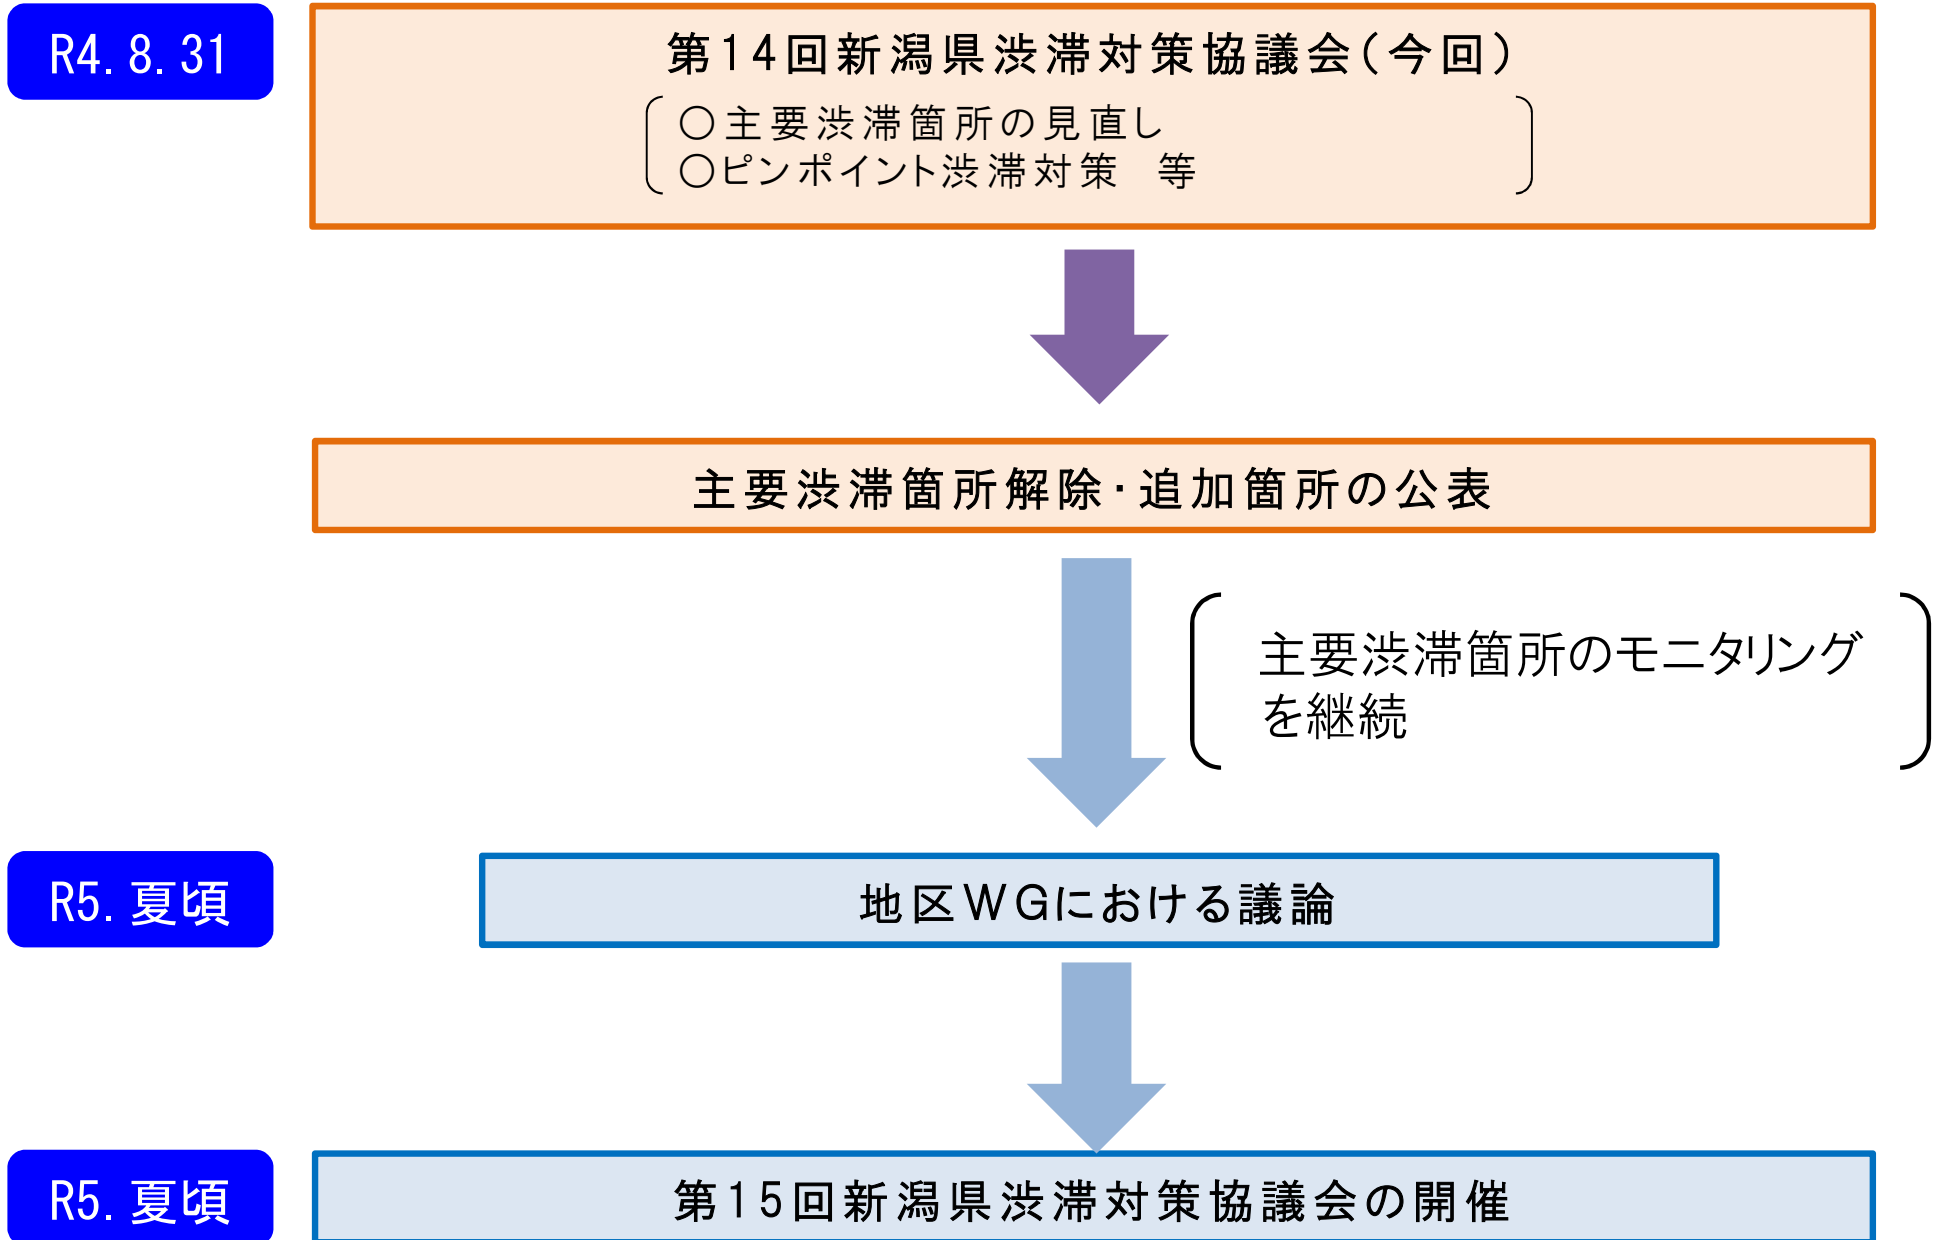 R4.8.31
第14回新潟県渋滞対策協議会(今回)
○主要渋滞箇所の見直し
○ピンポイント渋滞対策　等
主要渋滞箇所解除・追加箇所の公表
主要渋滞箇所のモニタリング
を継続
R5.夏頃
地区WGにおける議論
R5.夏頃
第15回新潟県渋滞対策協議会の開催